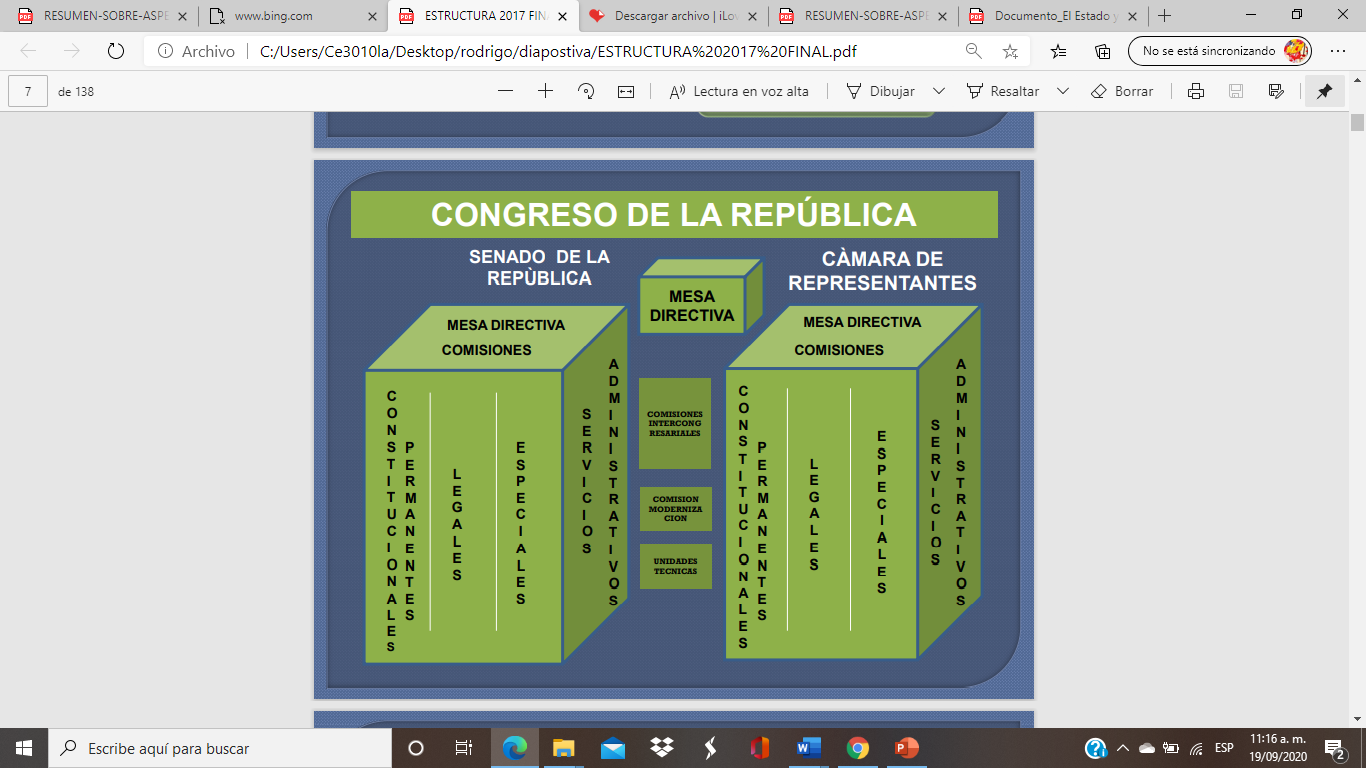 RESUMEN-SOBRE-ASPE
www.bing.com
ESTRUCTURA 2017 FIN
Descargar archivo | iLov
RESUMEN-SOBRE-ASPE
Documento_El Estado y
Archivo
C:/Users/Ce3010la/Desktop/rodrigo/diapostiva/ESTRUCTURA%202017%20FINAL.pdf
No se está sincronizando
7
de 138
Lectura en voz alta
Dibujar
Resaltar
Borrar
CONGRESO DE LA REPÚBLICA
SENADO DE LA
REPÙBLICA
MESA
DIRECTIVA
CÀMARA DE
REPRESENTANTES
MESA DIRECTIVA
COMISIONES
CONSTITUCIONALES
PERMANENTES
LEGALES
ESPECIALES
SERVICIOS
ADMINISTRATIVOS
COMISIONES
INTERCONG
RESARIALES
COMISION
MODERNIZA
CION
UNIDADES
TECNICAS
MESA DIRECTIVA
COMISIONES
CONSTITUCIONALES
PERMANENTES
LEGALES
ESPECIALES
SERVICIOS
ADMINISTRATIVOS
Escribe aquí para buscar
ESP
11:16 a. m.
19/09/2020
2